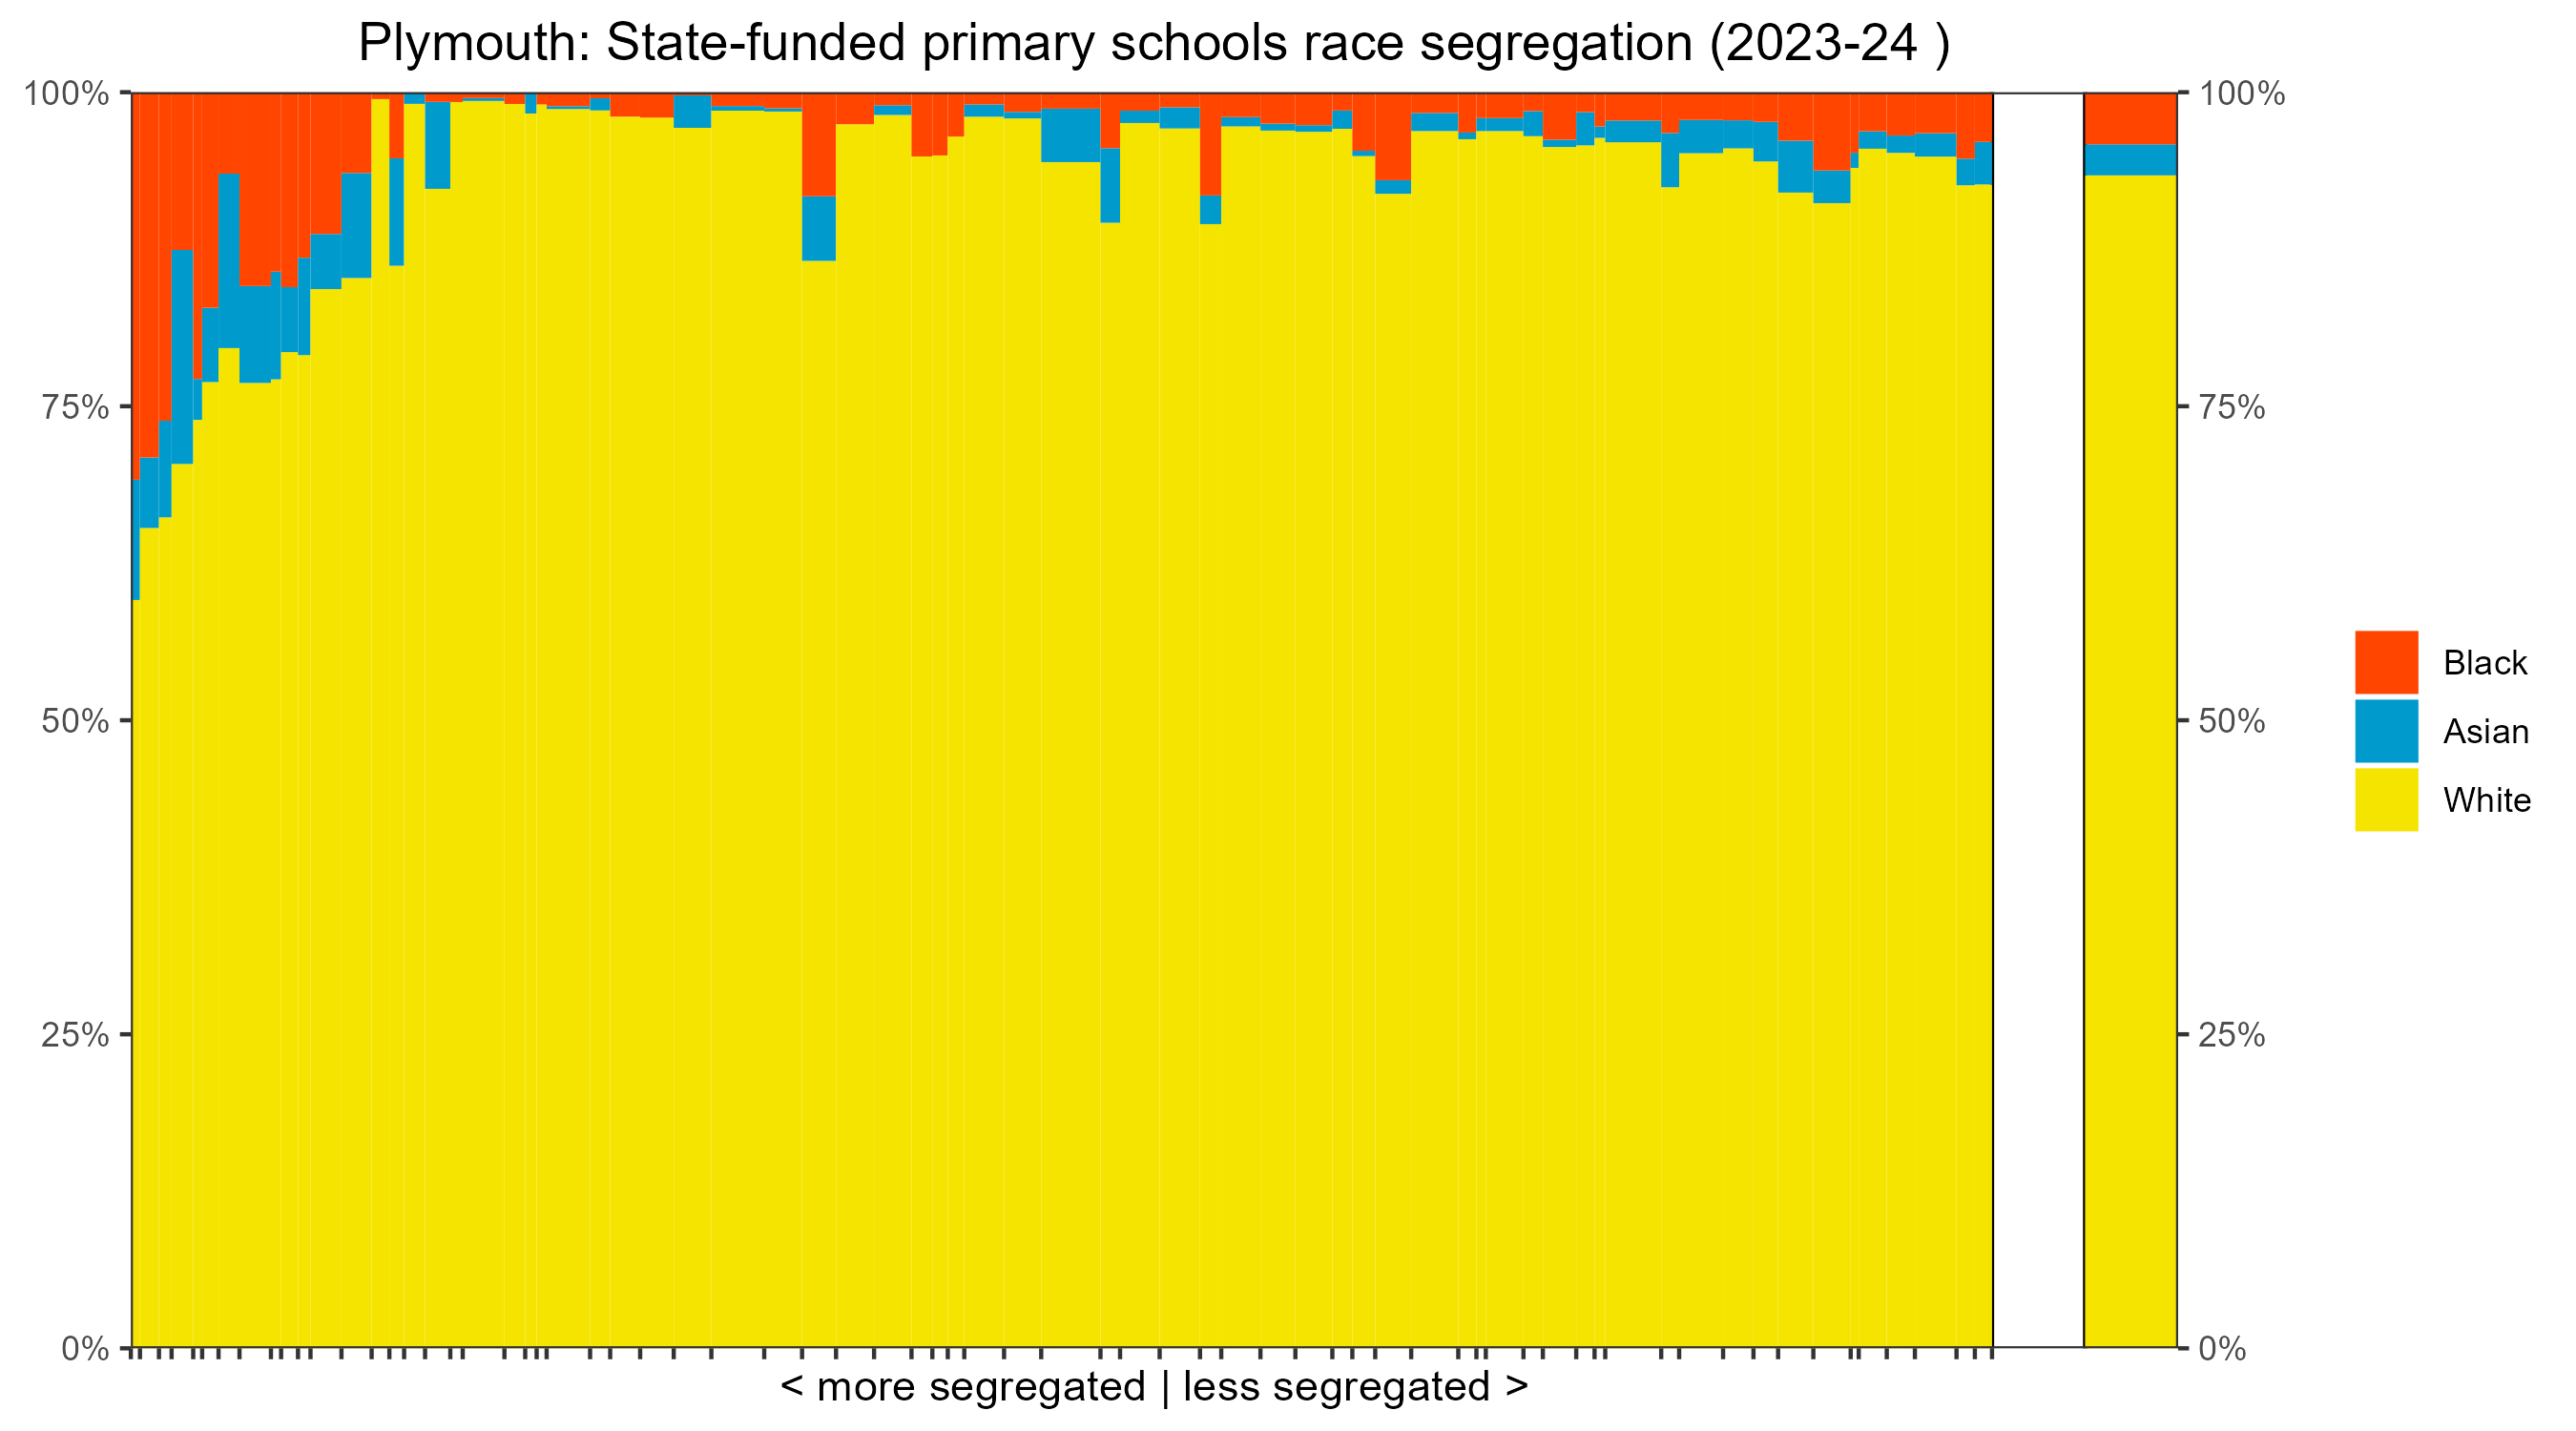 Plymouth: State-funded primary schools race segregation (2023-24 )
100%
75%
50%
25%
0%
100%
75%
50%
25%
0%
Black
Asian
White
< more segregated | less segregated >